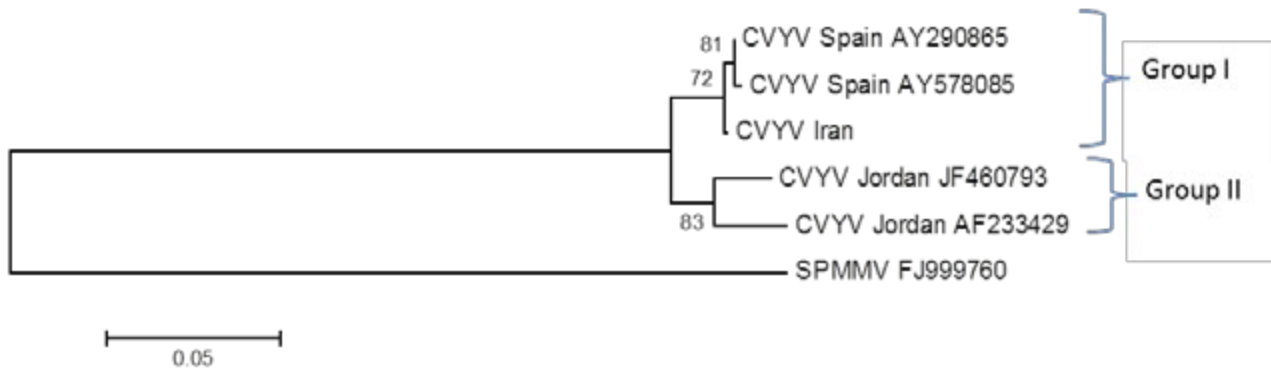 81
CVYV Spain AY290865
72
CVYV Spain AY578085
CVYV Iran
Group I
CVYV Jordan JF460793
Group II
83
CVYV Jordan AF233429
SPMMV FJ999760
0.05